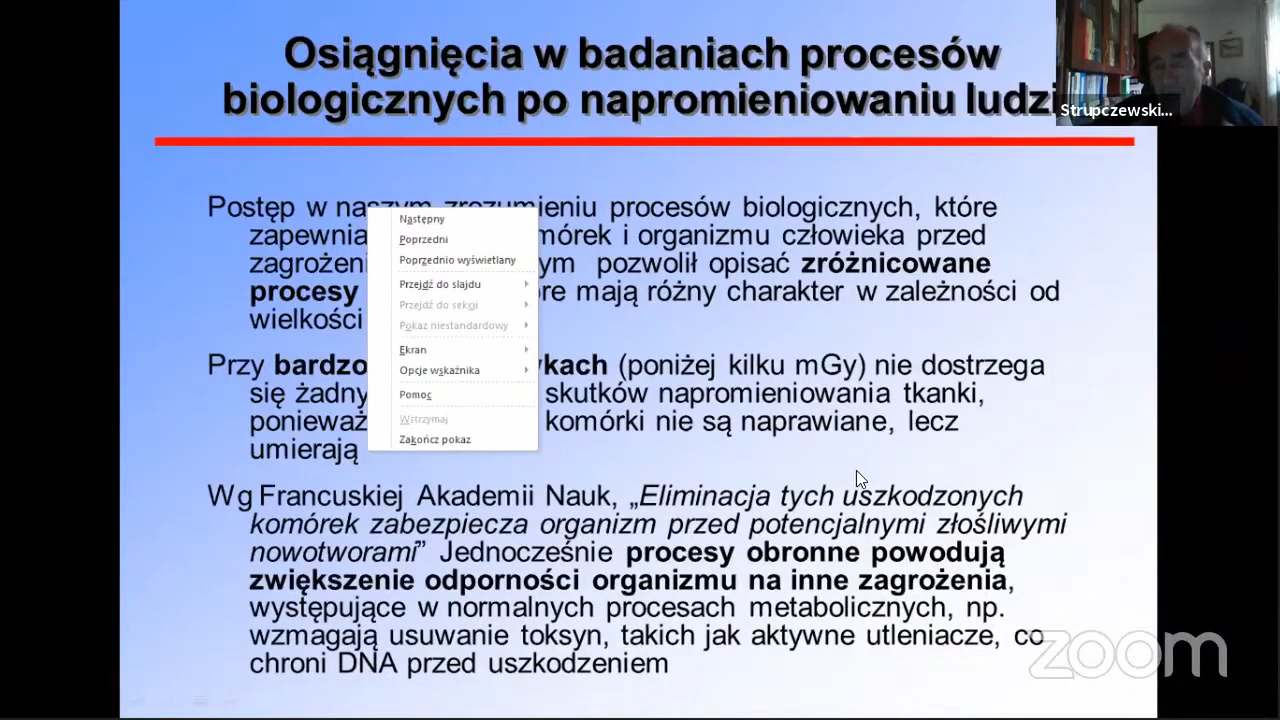 Osiągnięcia w badaniach procesów
biologicznych po napromieniowaniu ludzi
Strupczewski...
Postęp w naszym zrozumieniu procesów biologicznych, które
zapewnia mórek i organizmu człowieka przed
zagrożeni ym pozwolił opisać zróżnicowane
procesy re mają różny charakter w zależności od
wielkości
Następny
Poprzedni
Poprzednio wyświetlany
Przejdź do slajdu
Przejdź do sekcji
Pokaz niestandardowy
Ekran
Opcje wskaźnika
Pomoc
Wstrzymaj
Zakończ pokaz
Przy bardzo kach (poniżej kilku mGy) nie dostrzega
się żadny skutków napromieniowania tkanki,
ponieważ komórki nie są naprawiane, lecz
umierają
Wg Francuskiej Akademii Nauk, „Eliminacja tych uszkodzonych
komórek zabezpiecza organizm przed potencjalnymi złośliwymi
nowotworami” Jednocześnie procesy obronne powodują
zwiększenie odporności organizmu na inne zagrożenia,
występujące w normalnych procesach metabolicznych, np.
wzmagają usuwanie toksyn, takich jak aktywne utleniacze, co
chroni DNA przed uszkodzeniem
zoom